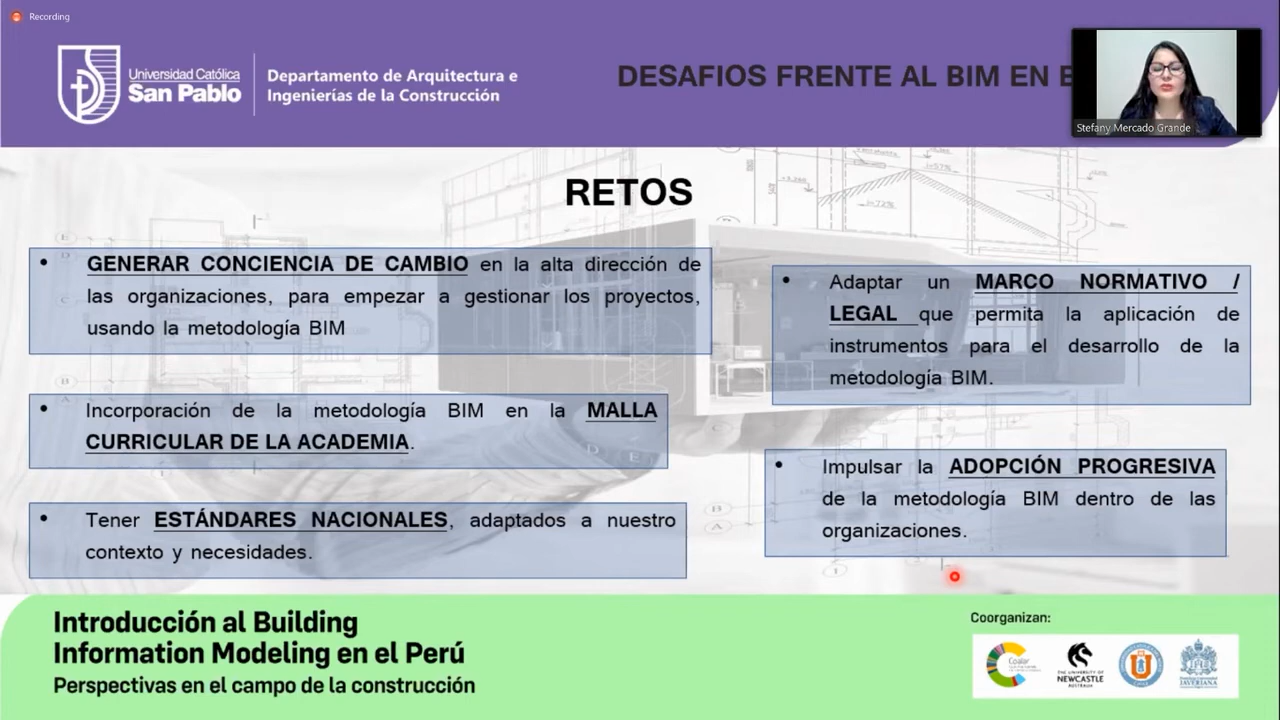 Recording
Universidad Católica
San Pablo
Departamento de Arquitectura e
Ingenierías de la Construcción
DESAFIOS FRENTE AL BIM EN
Stefany Mercado Grande
RETOS
• GENERAR CONCIENCIA DE CAMBIO en la alta dirección de
las organizaciones, para empezar a gestionar los proyectos,
usando la metodología BIM
• Incorporación de la metodología BIM en la MALLA
CURRICULAR DE LA ACADEMIA.
• Tener ESTÁNDARES NACIONALES, adaptados a nuestro
contexto y necesidades.
• Adaptar un MARCO NORMATIVO /
LEGAL que permita la aplicación de
instrumentos para el desarrollo de la
metodología BIM.
• Impulsar la ADOPCIÓN PROGRESIVA
de la metodología BIM dentro de las
organizaciones.
Introducción al Building
Information Modeling en el Perú
Perspectivas en el campo de la construcción
Coorganizan:
Coalar
THE UNIVERSITY OF
NEWCASTLE
AUSTRALIA
JAVERIANA